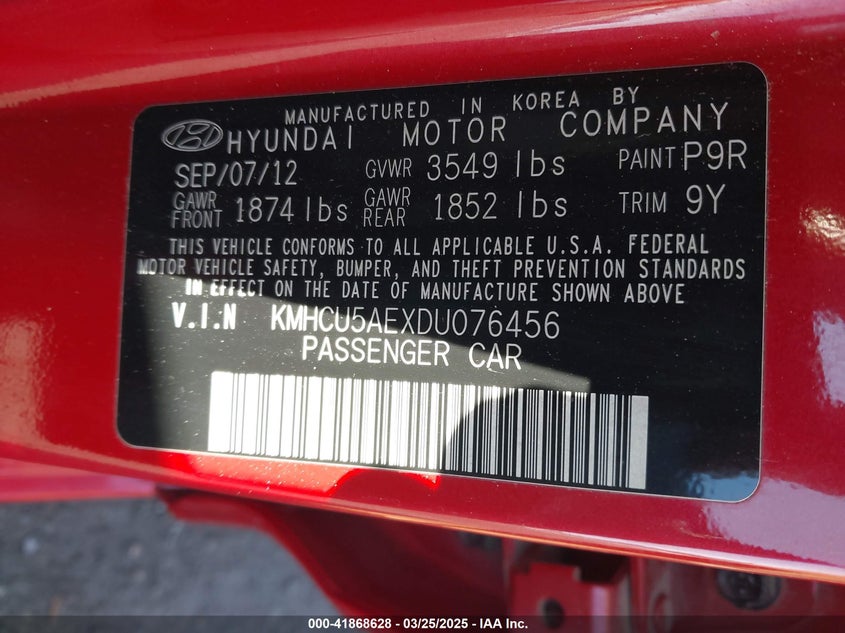 MANUFACTURED IN KOREA BY
HYUNDAI MOTOR COMPANY
SEP/07/12 GVWR 3549 lbs PAINT P9R
GAWR FRONT 1874 lbs GAWR REAR 1852 lbs TRIM 9Y
THIS VEHICLE CONFORMS TO ALL APPLICABLE U.S.A. FEDERAL
MOTOR VEHICLE SAFETY, BUMPER, AND THEFT PREVENTION STANDARDS
IN EFFECT ON THE DATE OF MANUFACTURE SHOWN ABOVE
V.I.N KMHCU5AEXDU076456
PASSENGER CAR
000-41868628 - 03/25/2025 - IAA Inc.